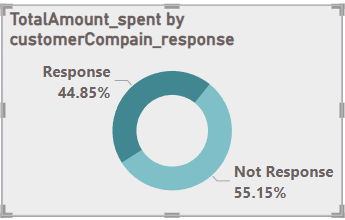 TotalAmount_spent by
customerCompain_response
Response
44.85%
Not Response
55.15%